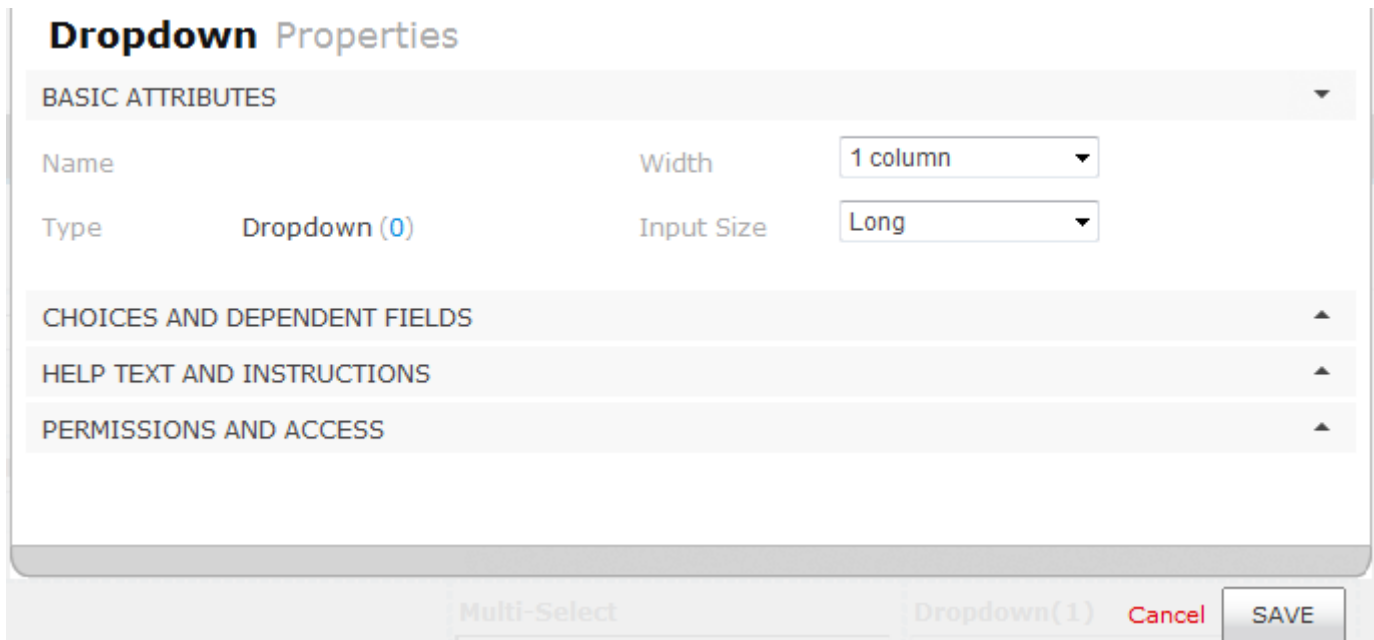 Dropdown Properties
BASIC ATTRIBUTES
Name Width 1 column
Type Dropdown (0) Input Size Long
CHOICES AND DEPENDENT FIELDS
HELP TEXT AND INSTRUCTIONS
PERMISSIONS AND ACCESS
Multi-Select Dropdown(1) Cancel SAVE